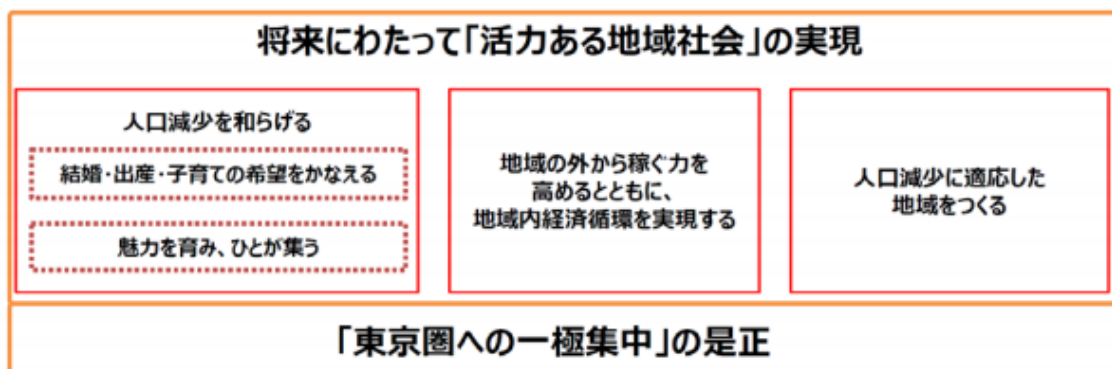 将来にわたって「活力ある地域社会」の実現
人口減少を和らげる
結婚・出産・子育ての希望をかなえる
魅力を育み、ひとが集う
地域の外から稼ぐ力を
高めるとともに、
地域内経済循環を実現する
人口減少に適応した
地域をつくる
「東京圏への一極集中」の是正